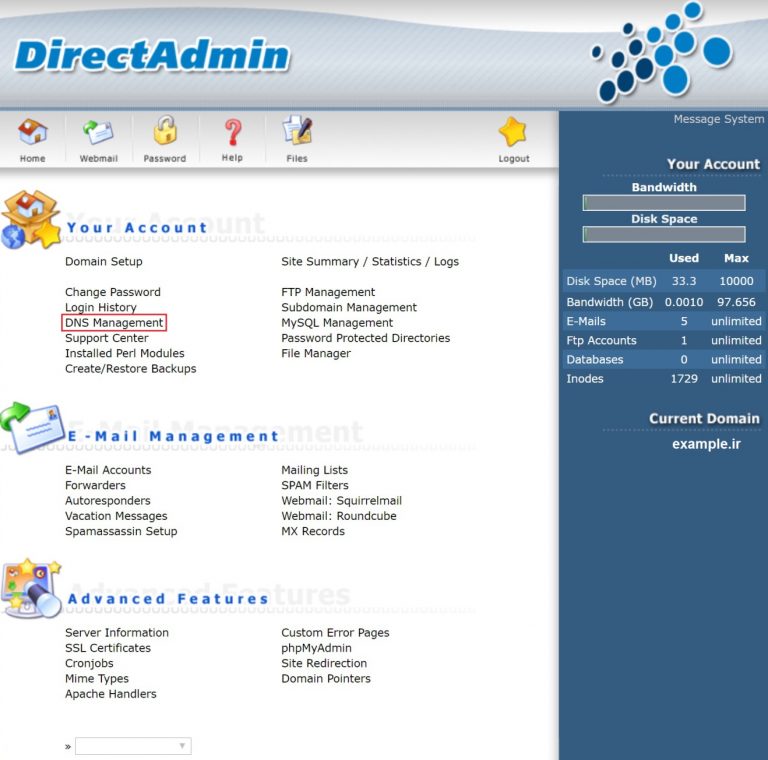 DirectAdmin
Home Webmail Password Help Files Logout
Message System
Your Account
Domain Setup Site Summary / Statistics / Logs
Change Password FTP Management
Login History Subdomain Management
DNS Management MySQL Management
Support Center Password Protected Directories
Installed Perl Modules File Manager
Create/Restore Backups
E-Mail Management
E-Mail Accounts Mailing Lists
Forwarders SPAM Filters
Autoresponders Webmail: Squirrelmail
Vacation Messages Webmail: Roundcube
Spamassassin Setup MX Records
Advanced Features
Server Information Custom Error Pages
SSL Certificates phpMyAdmin
Cronjobs Site Redirection
Mime Types Domain Pointers
Apache Handlers
»
Your Account
Bandwidth
Disk Space
Used Max
Disk Space (MB) 33.3 10000
Bandwidth (GB) 0.0010 97.656
E-Mails 5 unlimited
Ftp Accounts 1 unlimited
Databases 0 unlimited
Inodes 1729 unlimited
Current Domain
example.ir